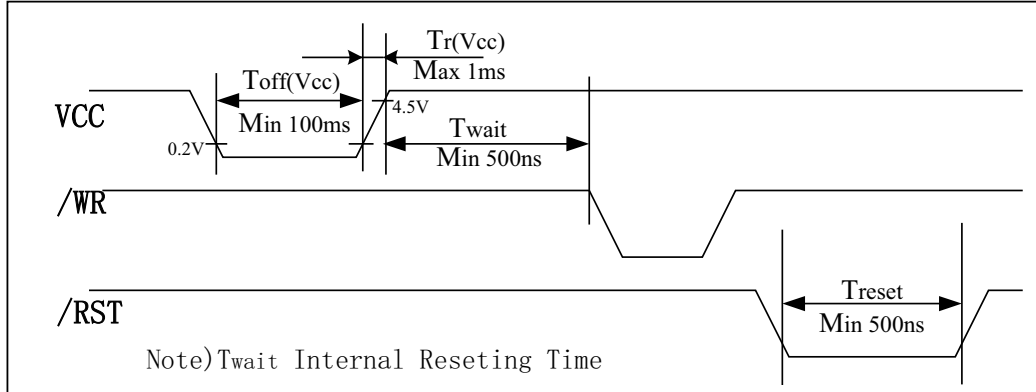 Tr(Vcc)
Max 1ms
Toff(Vcc)
Min 100ms
VCC
4.5V
0.2V
Twait
Min 500ns
/WR
Treset
Min 500ns
/RST
Note)Twait Internal Reseting Time